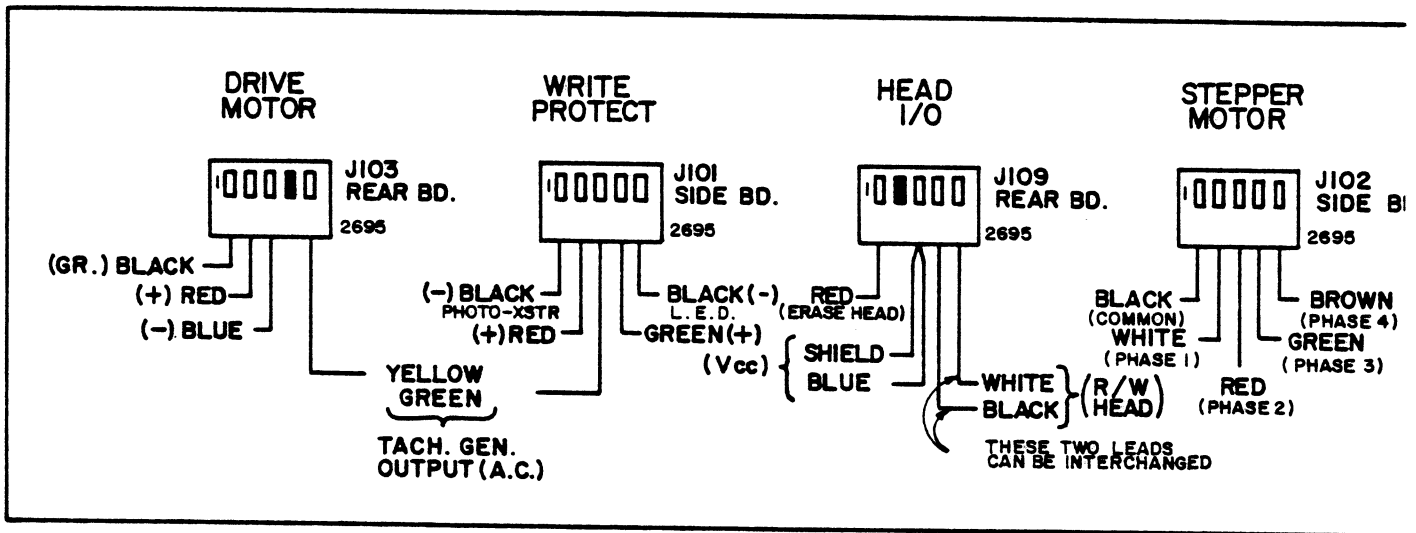 DRIVE
MOTOR
J103
REAR BD.
2695
(GR.) BLACK
(+) RED
(-) BLUE
YELLOW
GREEN
TACH. GEN.
OUTPUT (A.C.)
WRITE
PROTECT
J101
SIDE BD.
2695
(-) BLACK
PHOTO-XSTR
(+) RED
BLACK (-)
L.E.D.
GREEN (+)
HEAD
I/O
J109
REAR BD.
2695
RED
(ERASE HEAD)
(Vcc)
SHIELD
BLUE
WHITE
BLACK
(R/W
HEAD)
THESE TWO LEADS
CAN BE INTERCHANGED
STEPPER
MOTOR
J102
SIDE
2695
BLACK
(COMMON)
WHITE
(PHASE 1)
RED
(PHASE 2)
BROWN
(PHASE 4)
GREEN
(PHASE 3)